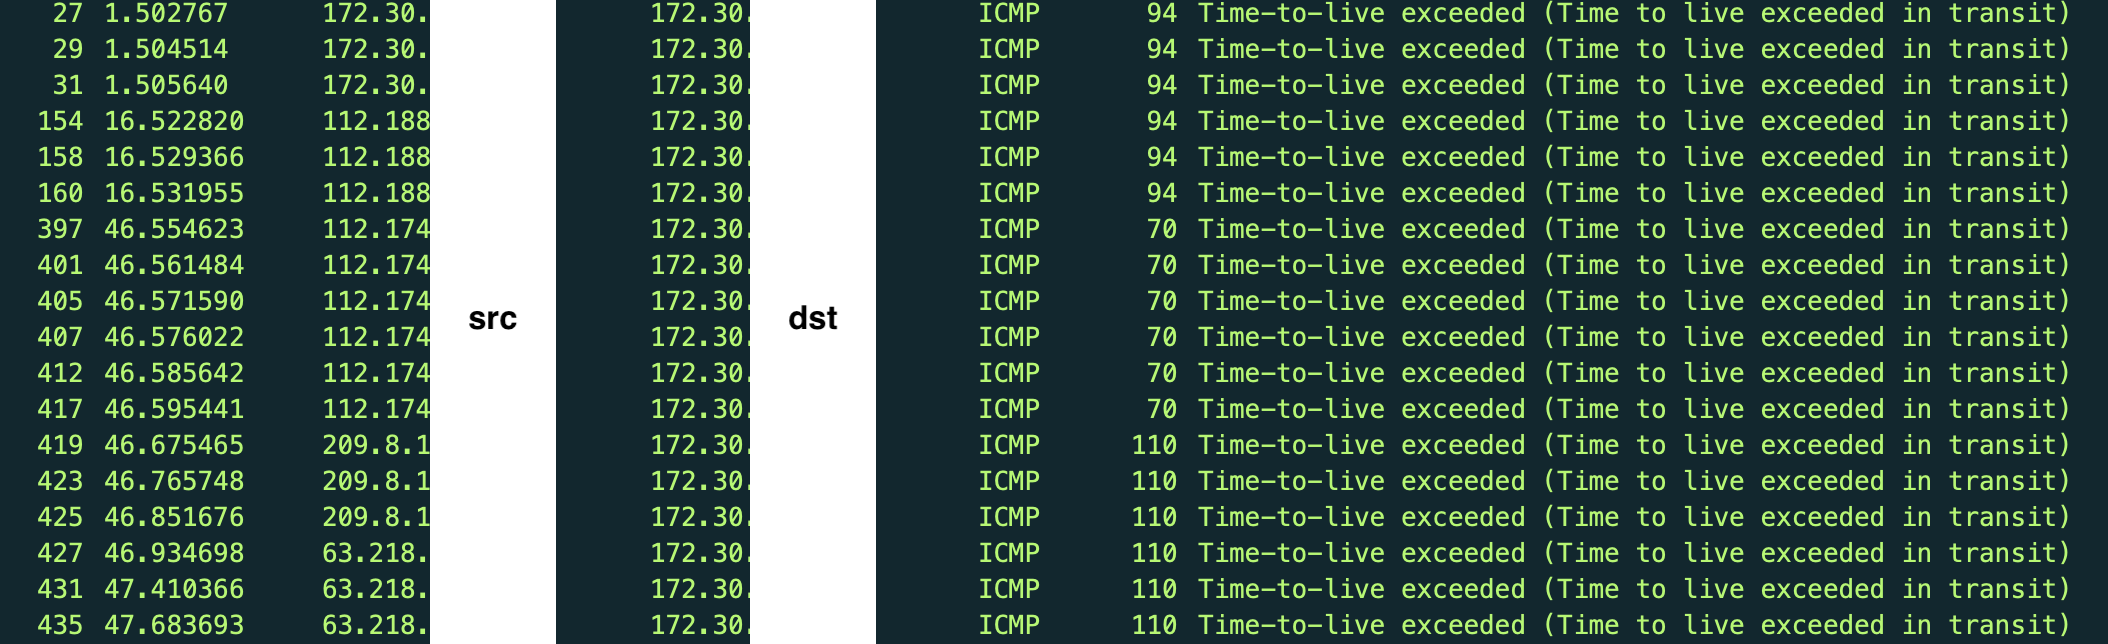 27 1.502767 172.30. 172.30. ICMP 94 Time-to-live exceeded (Time to live exceeded in transit)
29 1.504514 172.30. 172.30. ICMP 94 Time-to-live exceeded (Time to live exceeded in transit)
31 1.505640 172.30. 172.30. ICMP 94 Time-to-live exceeded (Time to live exceeded in transit)
154 16.522820 112.188 172.30. ICMP 94 Time-to-live exceeded (Time to live exceeded in transit)
158 16.529366 112.188 172.30. ICMP 94 Time-to-live exceeded (Time to live exceeded in transit)
160 16.531955 112.188 172.30. ICMP 94 Time-to-live exceeded (Time to live exceeded in transit)
397 46.554623 112.174 172.30. ICMP 70 Time-to-live exceeded (Time to live exceeded in transit)
401 46.561484 112.174 172.30. ICMP 70 Time-to-live exceeded (Time to live exceeded in transit)
405 46.571590 112.174 172.30. ICMP 70 Time-to-live exceeded (Time to live exceeded in transit)
src dst
407 46.576022 112.174 172.30. ICMP 70 Time-to-live exceeded (Time to live exceeded in transit)
412 46.585642 112.174 172.30. ICMP 70 Time-to-live exceeded (Time to live exceeded in transit)
417 46.595441 112.174 172.30. ICMP 70 Time-to-live exceeded (Time to live exceeded in transit)
419 46.675465 209.8.1 172.30. ICMP 110 Time-to-live exceeded (Time to live exceeded in transit)
423 46.765748 209.8.1 172.30. ICMP 110 Time-to-live exceeded (Time to live exceeded in transit)
425 46.851676 209.8.1 172.30. ICMP 110 Time-to-live exceeded (Time to live exceeded in transit)
427 46.934698 63.218. 172.30. ICMP 110 Time-to-live exceeded (Time to live exceeded in transit)
431 47.410366 63.218. 172.30. ICMP 110 Time-to-live exceeded (Time to live exceeded in transit)
435 47.683693 63.218. 172.30. ICMP 110 Time-to-live exceeded (Time to live exceeded in transit)